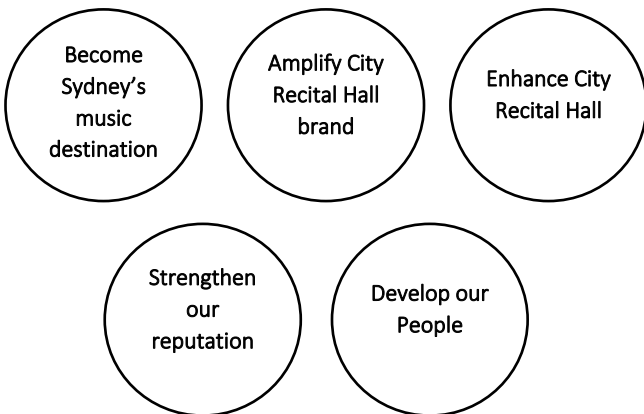 Become
Sydney’s
music
destination
Amplify City
Recital Hall
brand
Enhance City
Recital Hall
Strengthen
our
reputation
Develop our
People